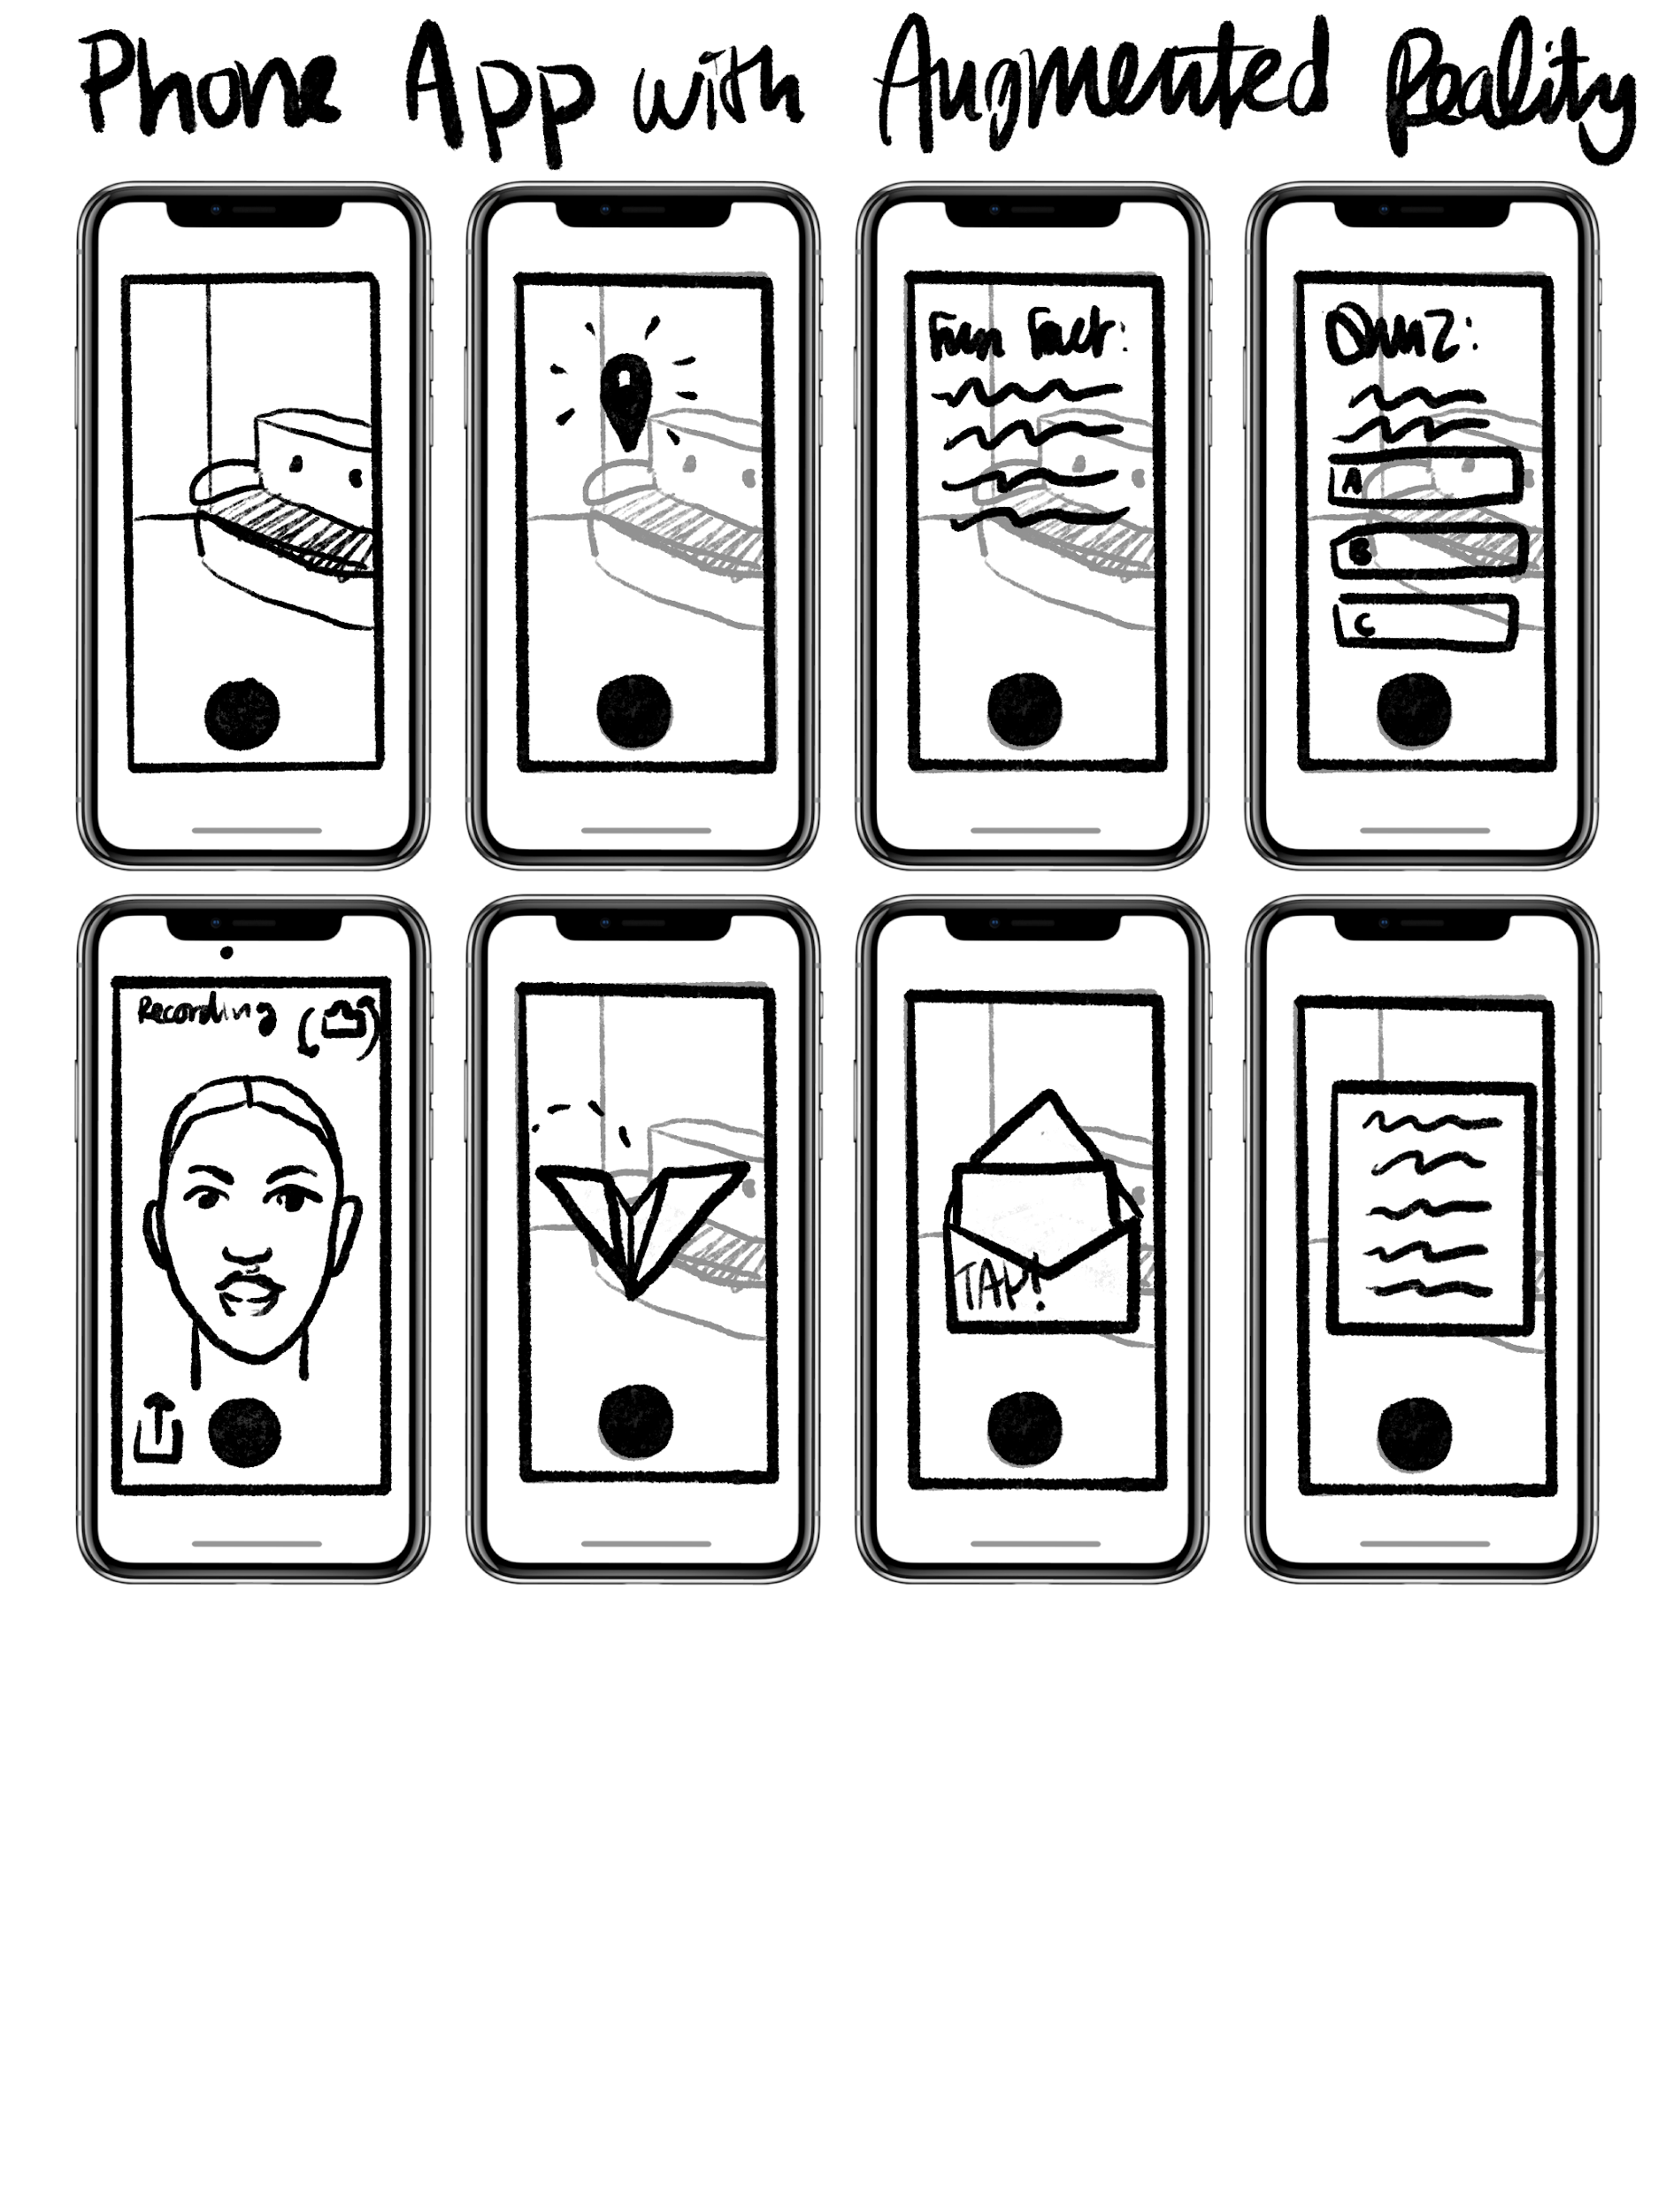 Phone App with Augmented Reality
Fun Fact:
Quiz:
A
B
C
Recording
TAP!